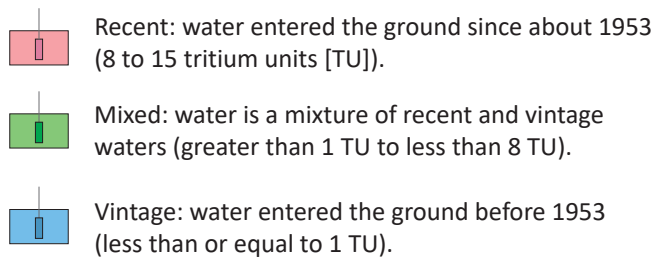 Recent: water entered the ground since about 1953
(8 to 15 tritium units [TU]).
Mixed: water is a mixture of recent and vintage
waters (greater than 1 TU to less than 8 TU).
Vintage: water entered the ground before 1953
(less than or equal to 1 TU).